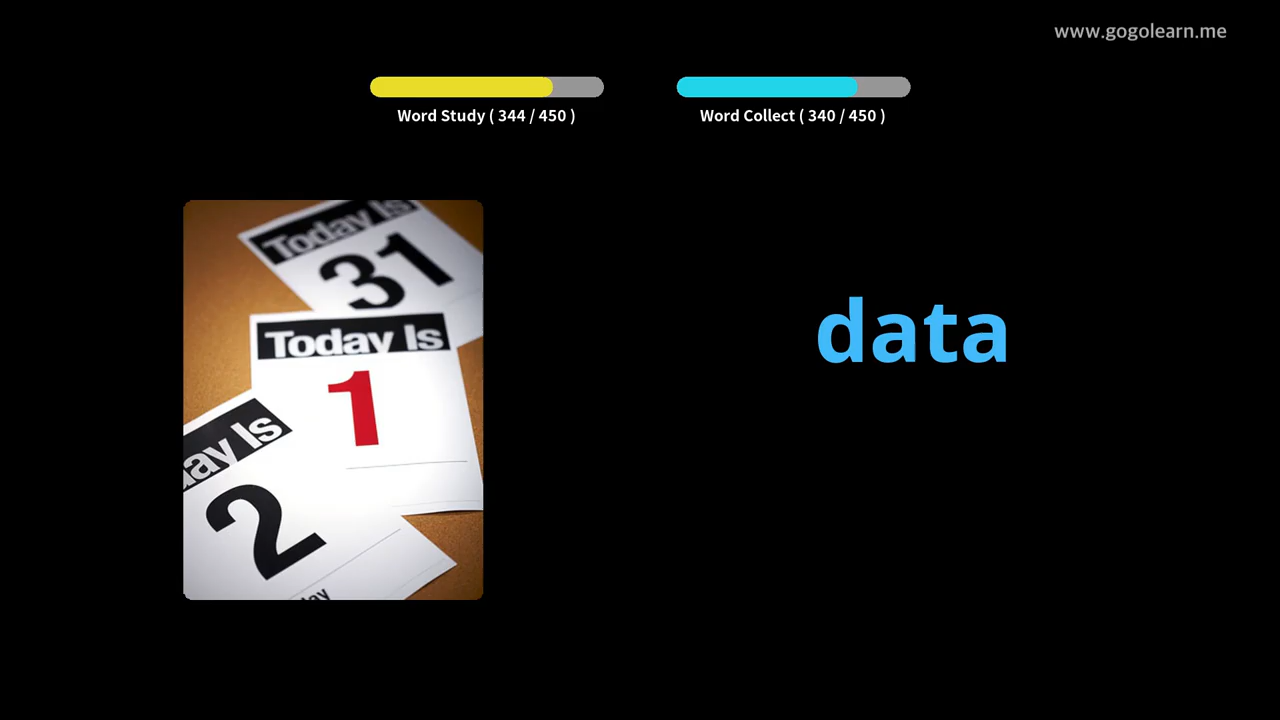 www.gogolearn.me
Word Study ( 344 / 450 )
Word Collect ( 340 / 450 )
Today Is
31
Today Is
1
ay Is
2
data